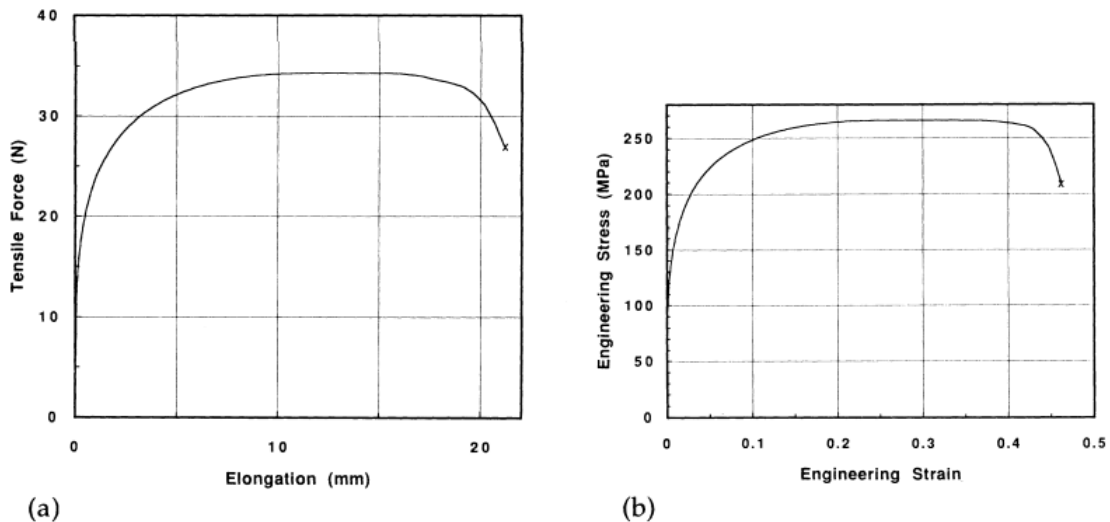 40
30
20
10
0
Tensile Force (N)
0 10 20
Elongation (mm)
(a)
250
200
150
100
50
0
Engineering Stress (MPa)
0 0.1 0.2 0.3 0.4 0.5
Engineering Strain
(b)